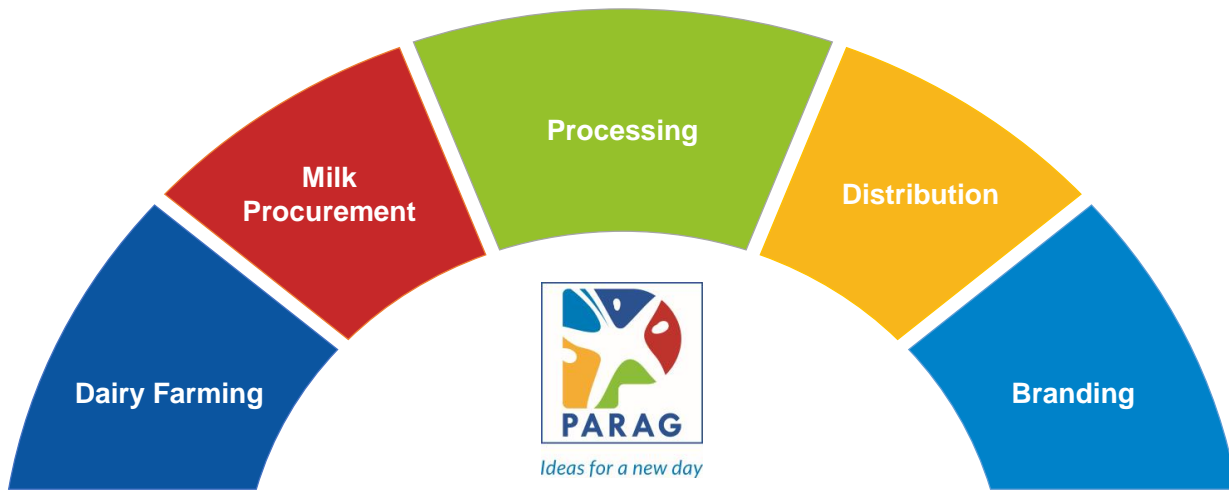 Dairy Farming
Milk
Procurement
Processing
Distribution
Branding
PARAG
Ideas for a new day